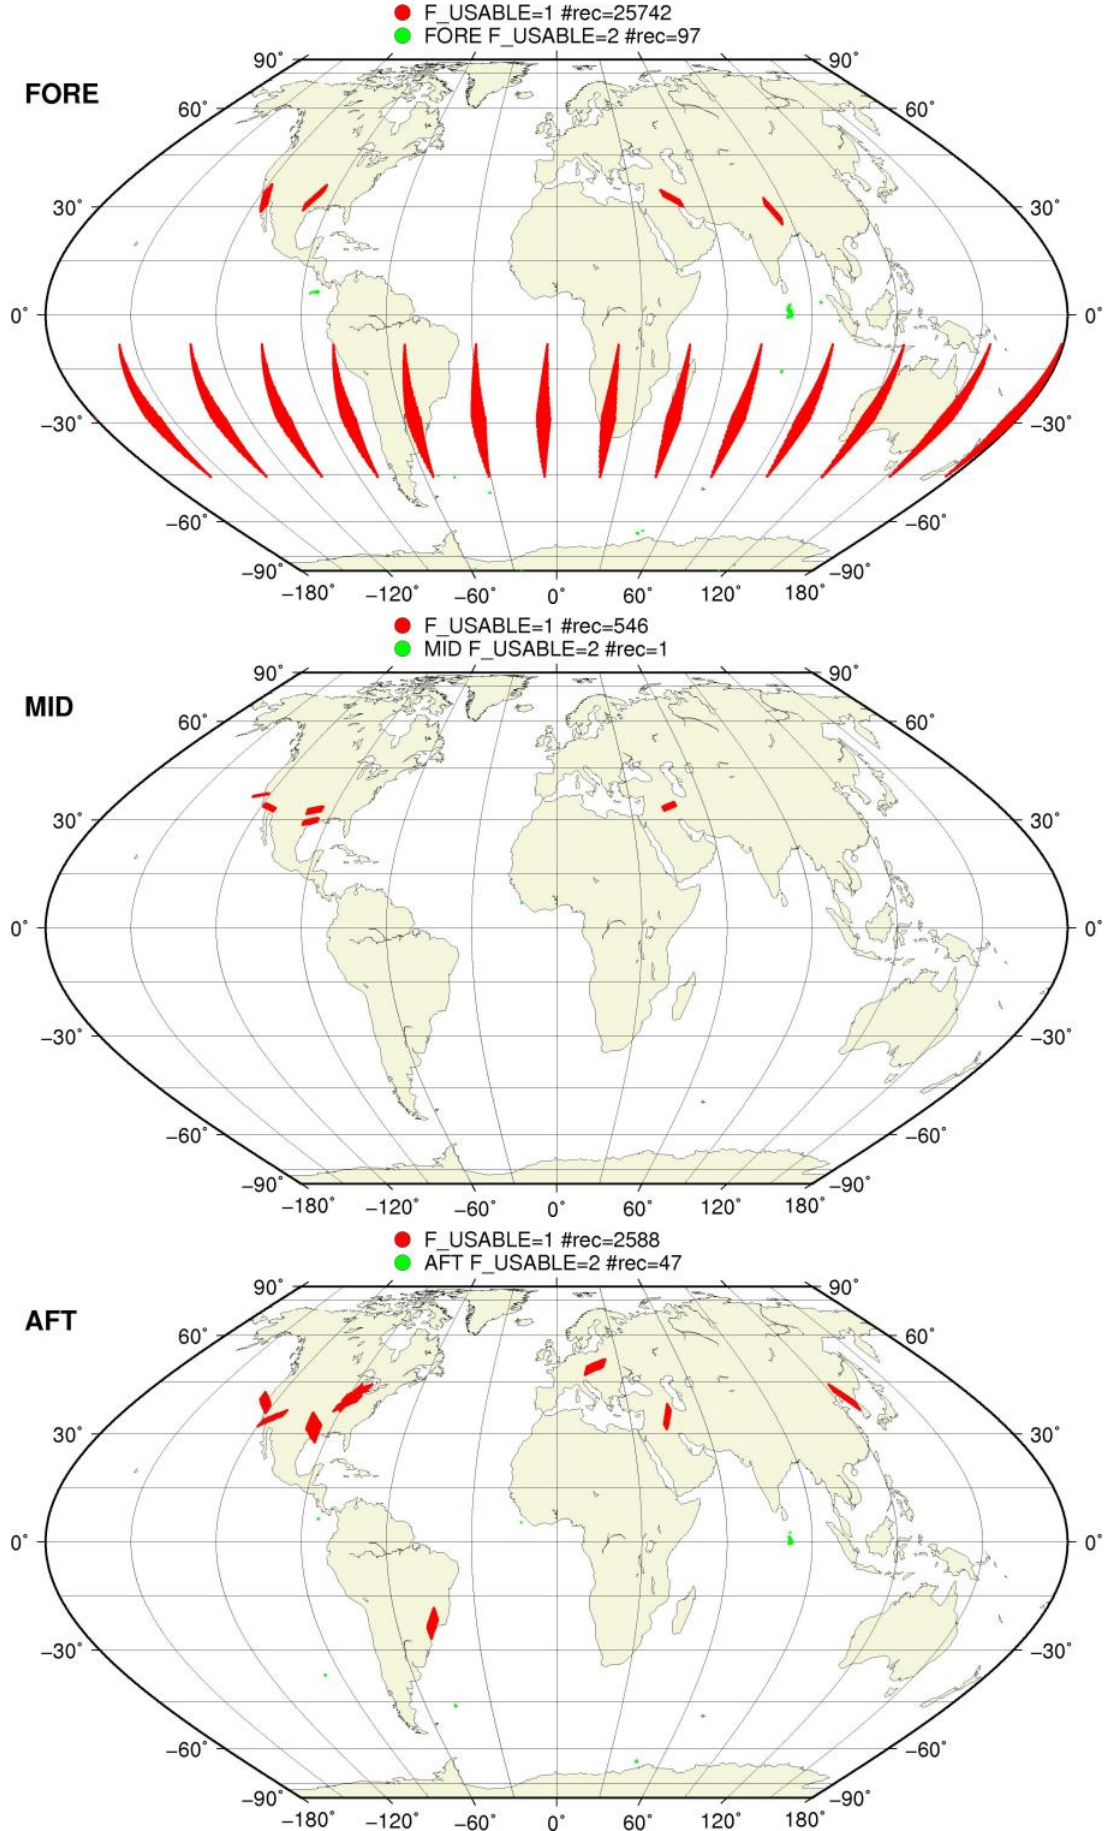 F_USABLE=1 #rec=25742
FORE F_USABLE=2 #rec=97
FORE
90° 90°
60° 60°
30° 30°
0° 0°
−30° −30°
−60° −60°
−90° −90°
−180° −120° −60° 0° 60° 120° 180°
F_USABLE=1 #rec=546
MID F_USABLE=2 #rec=1
MID
90° 90°
60° 60°
30° 30°
0° 0°
−30° −30°
−60° −60°
−90° −90°
−180° −120° −60° 0° 60° 120° 180°
F_USABLE=1 #rec=2588
AFT F_USABLE=2 #rec=47
AFT
90° 90°
60° 60°
30° 30°
0° 0°
−30° −30°
−60° −60°
−90° −90°
−180° −120° −60° 0° 60° 120° 180°